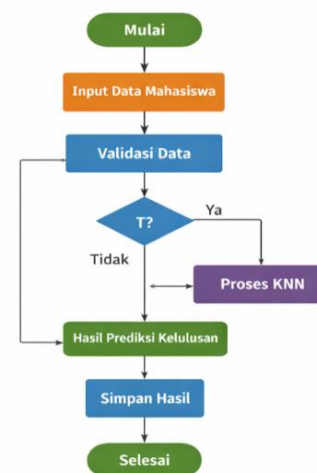 Mulai
Input Data Mahasiswa
Validasi Data
T?
Ya
Tidak
Proses KNN
Hasil Prediksi Kelulusan
Simpan Hasil
Selesai